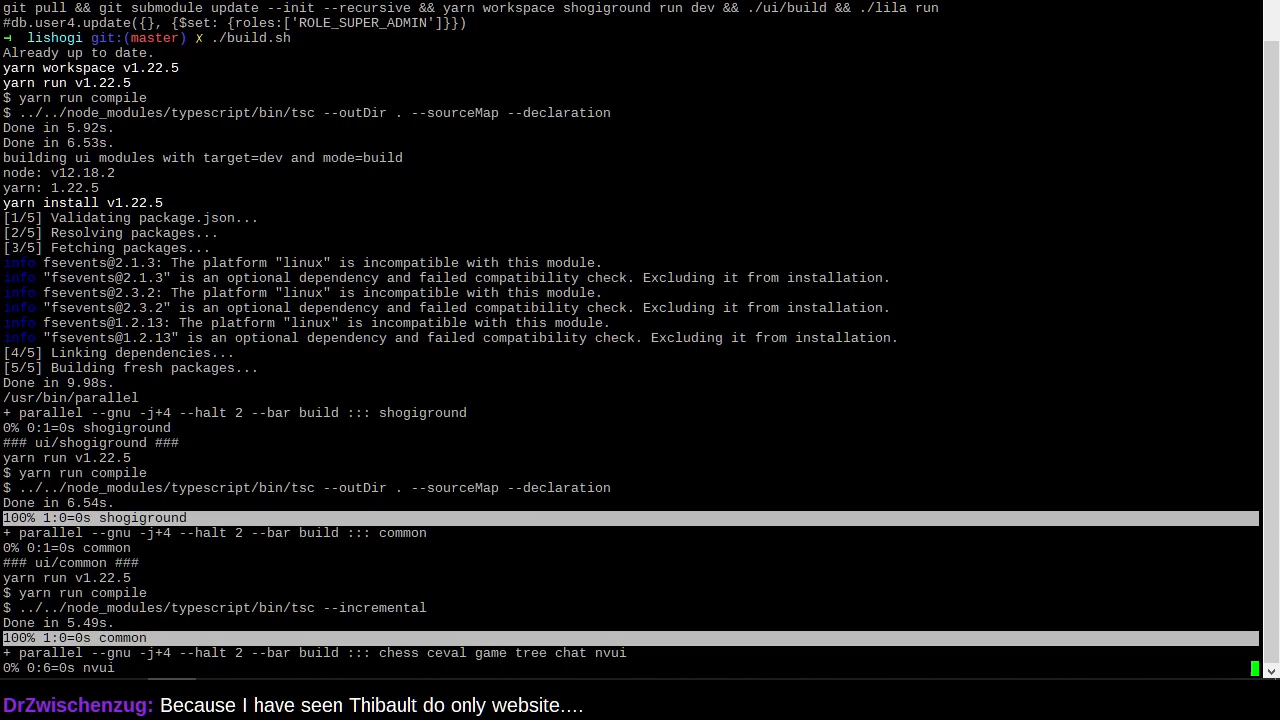 git pull && git submodule update --init --recursive && yarn workspace shogiground run dev && ./ui/build && ./lila run
#db.user4.update({}, {$set: {roles:['ROLE_SUPER_ADMIN']}})
lishogi git:(master) ✗ ./build.sh
Already up to date.
yarn workspace v1.22.5
yarn run v1.22.5
$ yarn run compile
$ ../../node_modules/typescript/bin/tsc --outDir . --sourceMap --declaration
Done in 5.92s.
Done in 6.53s.
building ui modules with target=dev and mode=build
node: v12.18.2
yarn: 1.22.5
yarn install v1.22.5
[1/5] Validating package.json...
[2/5] Resolving packages...
[3/5] Fetching packages...
info fsevents@2.1.3: The platform "linux" is incompatible with this module.
info "fsevents@2.1.3" is an optional dependency and failed compatibility check. Excluding it from installation.
info fsevents@2.3.2: The platform "linux" is incompatible with this module.
info "fsevents@2.3.2" is an optional dependency and failed compatibility check. Excluding it from installation.
info fsevents@1.2.13: The platform "linux" is incompatible with this module.
info "fsevents@1.2.13" is an optional dependency and failed compatibility check. Excluding it from installation.
[4/5] Linking dependencies...
[5/5] Building fresh packages...
Done in 9.98s.
/usr/bin/parallel
+ parallel --gnu -j+4 --halt 2 --bar build ::: shogiground
0% 0:1=0s shogiground
### ui/shogiground ###
yarn run v1.22.5
$ yarn run compile
$ ../../node_modules/typescript/bin/tsc --outDir . --sourceMap --declaration
Done in 6.54s.
100% 1:0=0s shogiground
+ parallel --gnu -j+4 --halt 2 --bar build ::: common
0% 0:1=0s common
### ui/common ###
yarn run v1.22.5
$ yarn run compile
$ ../../node_modules/typescript/bin/tsc --incremental
Done in 5.49s.
100% 1:0=0s common
+ parallel --gnu -j+4 --halt 2 --bar build ::: chess ceval game tree chat nvui
0% 0:6=0s nvui
DrZwischenzug: Because I have seen Thibault do only website....